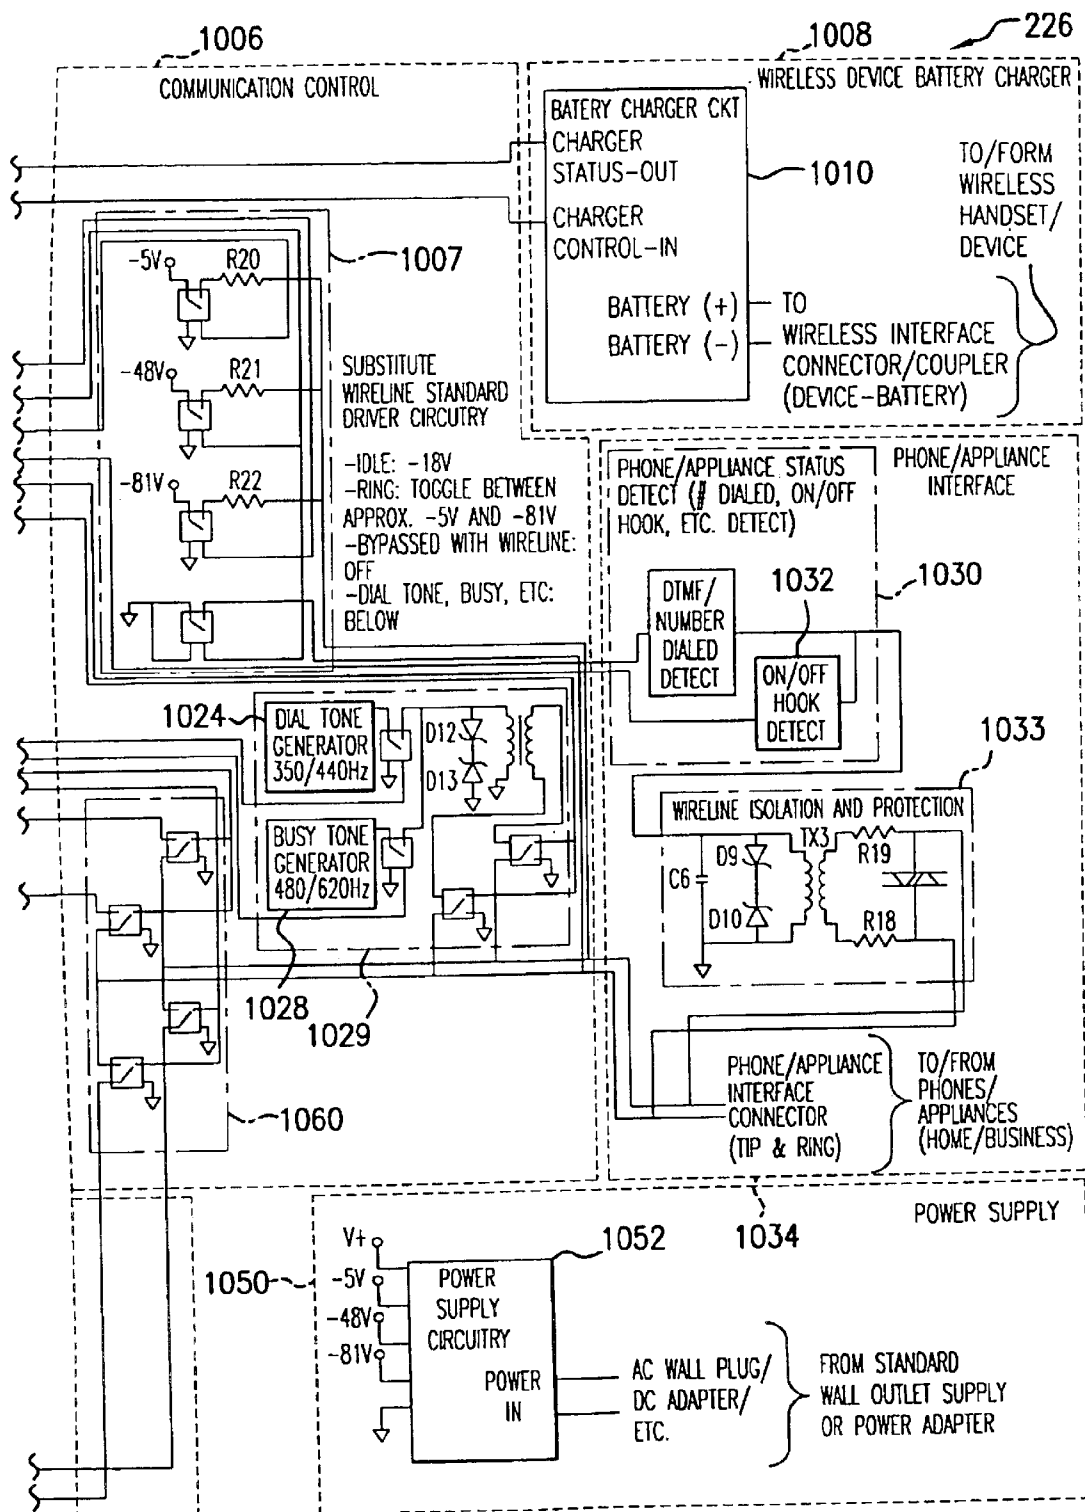 1006
1008
226
COMMUNICATION CONTROL
WIRELESS DEVICE BATTERY CHARGER
BATERY CHARGER CKT
CHARGER
STATUS-OUT
CHARGER
CONTROL-IN
BATTERY (+)
BATTERY (-)
1010
TO/FORM
WIRELESS
HANDSET/
DEVICE
TO
WIRELESS INTERFACE
CONNECTOR/COUPLER
(DEVICE-BATTERY)
1007
-5V
R20
-48V
R21
-81V
R22
SUBSTITUTE
WIRELINE STANDARD
DRIVER CIRCUTRY
-IDLE: -18V
-RING: TOGGLE BETWEEN
APPROX. -5V AND -81V
-BYPASSED WITH WIRELINE:
OFF
-DIAL TONE, BUSY, ETC:
BELOW
PHONE/APPLIANCE STATUS
DETECT (# DIALED, ON/OFF
HOOK, ETC. DETECT)
PHONE/APPLIANCE
INTERFACE
1032
1030
DTMF/
NUMBER
DIALED
DETECT
ON/OFF
HOOK
DETECT
1024
DIAL TONE
GENERATOR
350/440Hz
D12
D13
BUSY TONE
GENERATOR
480/620Hz
1028
1029
1033
WIRELINE ISOLATION AND PROTECTION
TX3
C6
D9
D10
R19
R18
1060
PHONE/APPLIANCE
INTERFACE
CONNECTOR
(TIP & RING)
TO/FROM
PHONES/
APPLIANCES
(HOME/BUSINESS)
1034
POWER SUPPLY
1050
1052
V+
-5V
-48V
-81V
POWER
SUPPLY
CIRCUITRY
POWER
IN
AC WALL PLUG/
DC ADAPTER/
ETC.
FROM STANDARD
WALL OUTLET SUPPLY
OR POWER ADAPTER